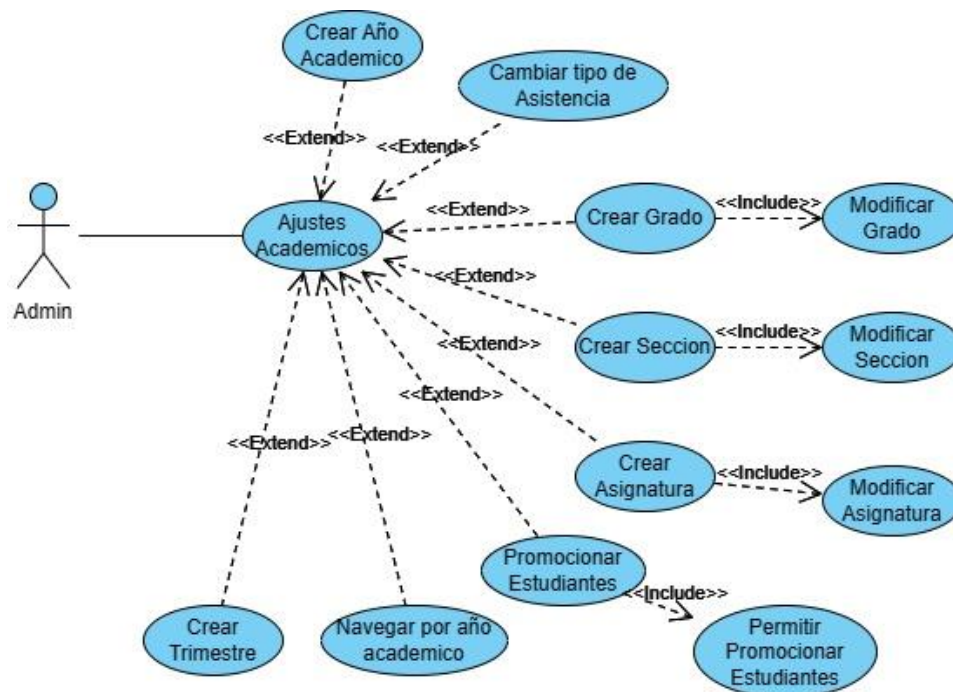 Crear Año
Academico
Cambiar tipo de
Asistencia
<<Extend>>
<<Extend>>
Ajustes
Academicos
<<Extend>>
Crear Grado
<<Include>>
Modificar
Grado
Admin
<<Extend>>
Crear Seccion
<<Include>>
Modificar
Seccion
<<Extend>>
<<Extend>>
<<Extend>>
<<Extend>>
Crear
Asignatura
<<Include>>
Modificar
Asignatura
Promocionar
Estudiantes
<<Include>>
Crear
Trimestre
Navegar por año
academico
Permitir
Promocionar
Estudiantes